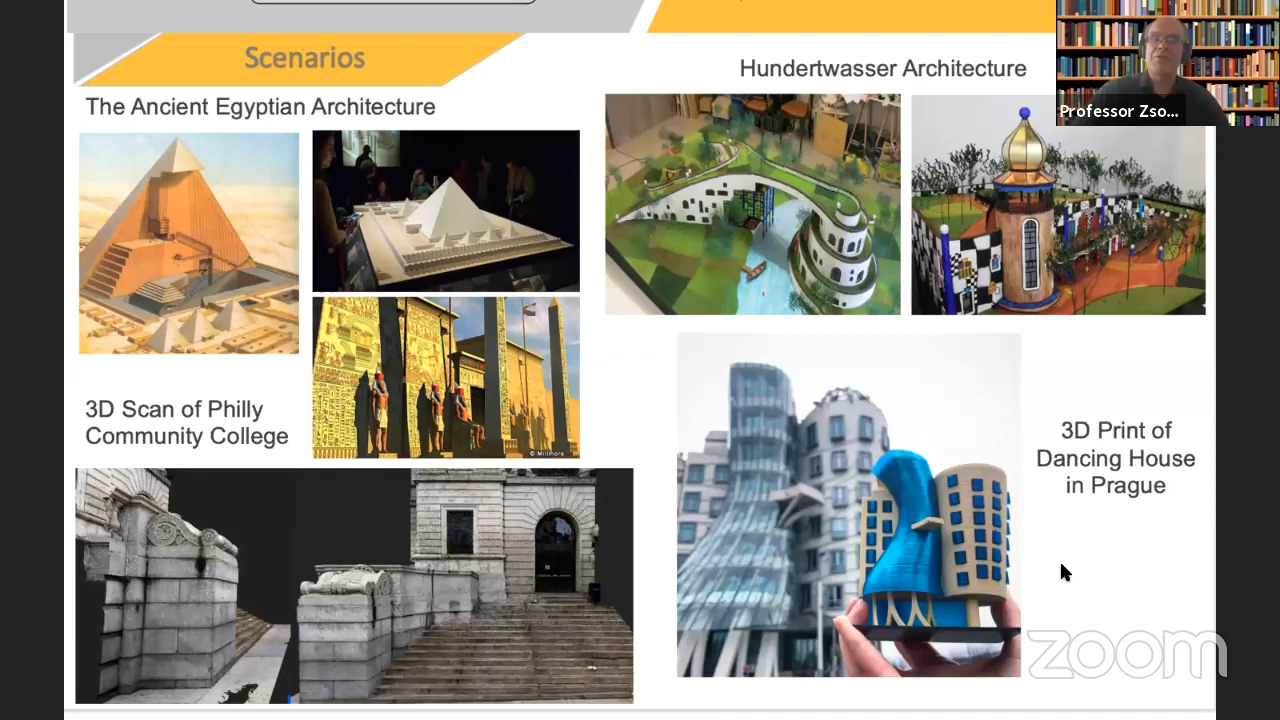 Scenarios
Hundertwasser Architecture
The Ancient Egyptian Architecture
Professor Zso...
© Millmore
3D Scan of Philly
Community College
3D Print of
Dancing House
in Prague
zoom